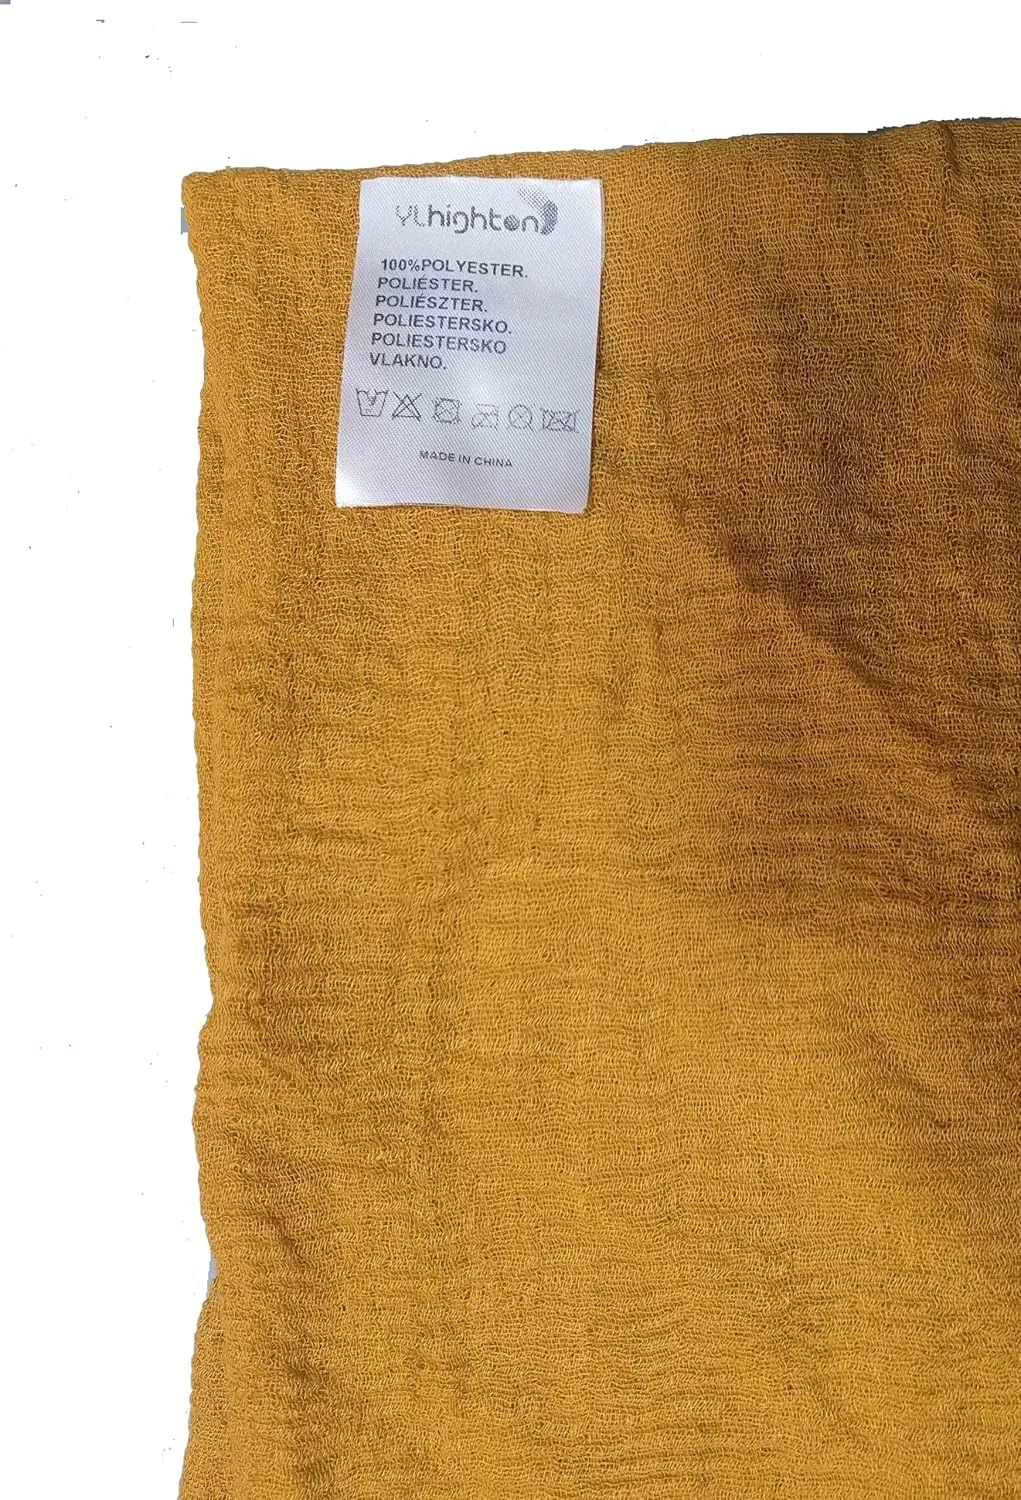 YLhighton
100%POLYESTER.
POLIÉSTER.
POLIÉSZTER.
POLIESTERSKO.
POLIESTERSKO
VLAKNO.
MADE IN CHINA